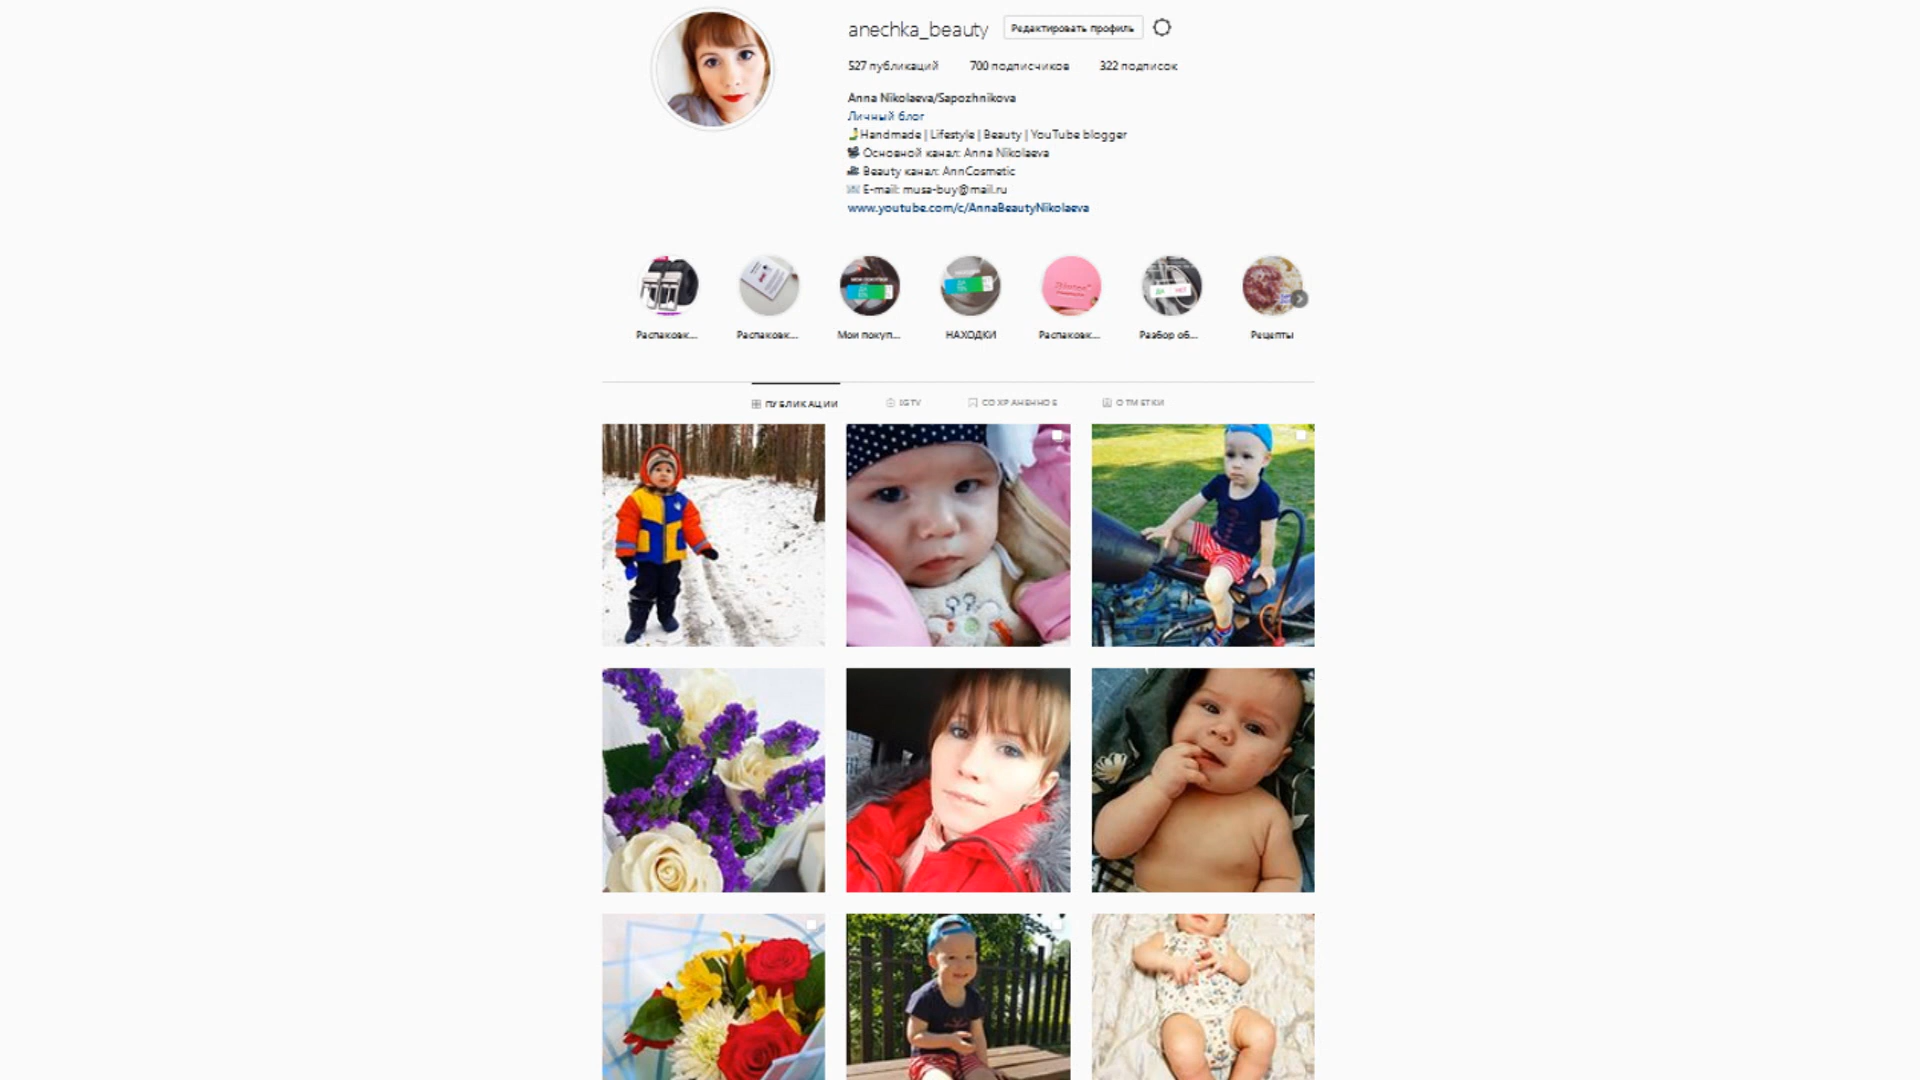 anechka_beauty Редактировать профиль
527 публикаций 700 подписчиков 322 подписок
Anna Nikolaeva/Sapozhnikova
Личный блог
Handmade | Lifestyle | Beauty | YouTube blogger
Основной канал: Anna Nikolaeva
Beauty канал: AnnCosmetic
E-mail: musa-buy@mail.ru
www.youtube.com/c/AnnaBeautyNikolaeva
Распаковк... Распаковк... Мои покуп... НАХОДКИ Распаковк... Разбор об... Рецепты
ПУБЛИКАЦИИ IGTV СОХРАНЕННОЕ ОТМЕТКИ